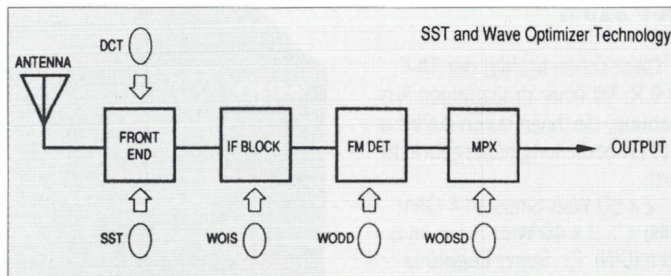 SST and Wave Optimizer Technology
DCT
ANTENNA
FRONT
END
IF BLOCK
FM DET
MPX
OUTPUT
SST
WOIS
WODD
WODSD